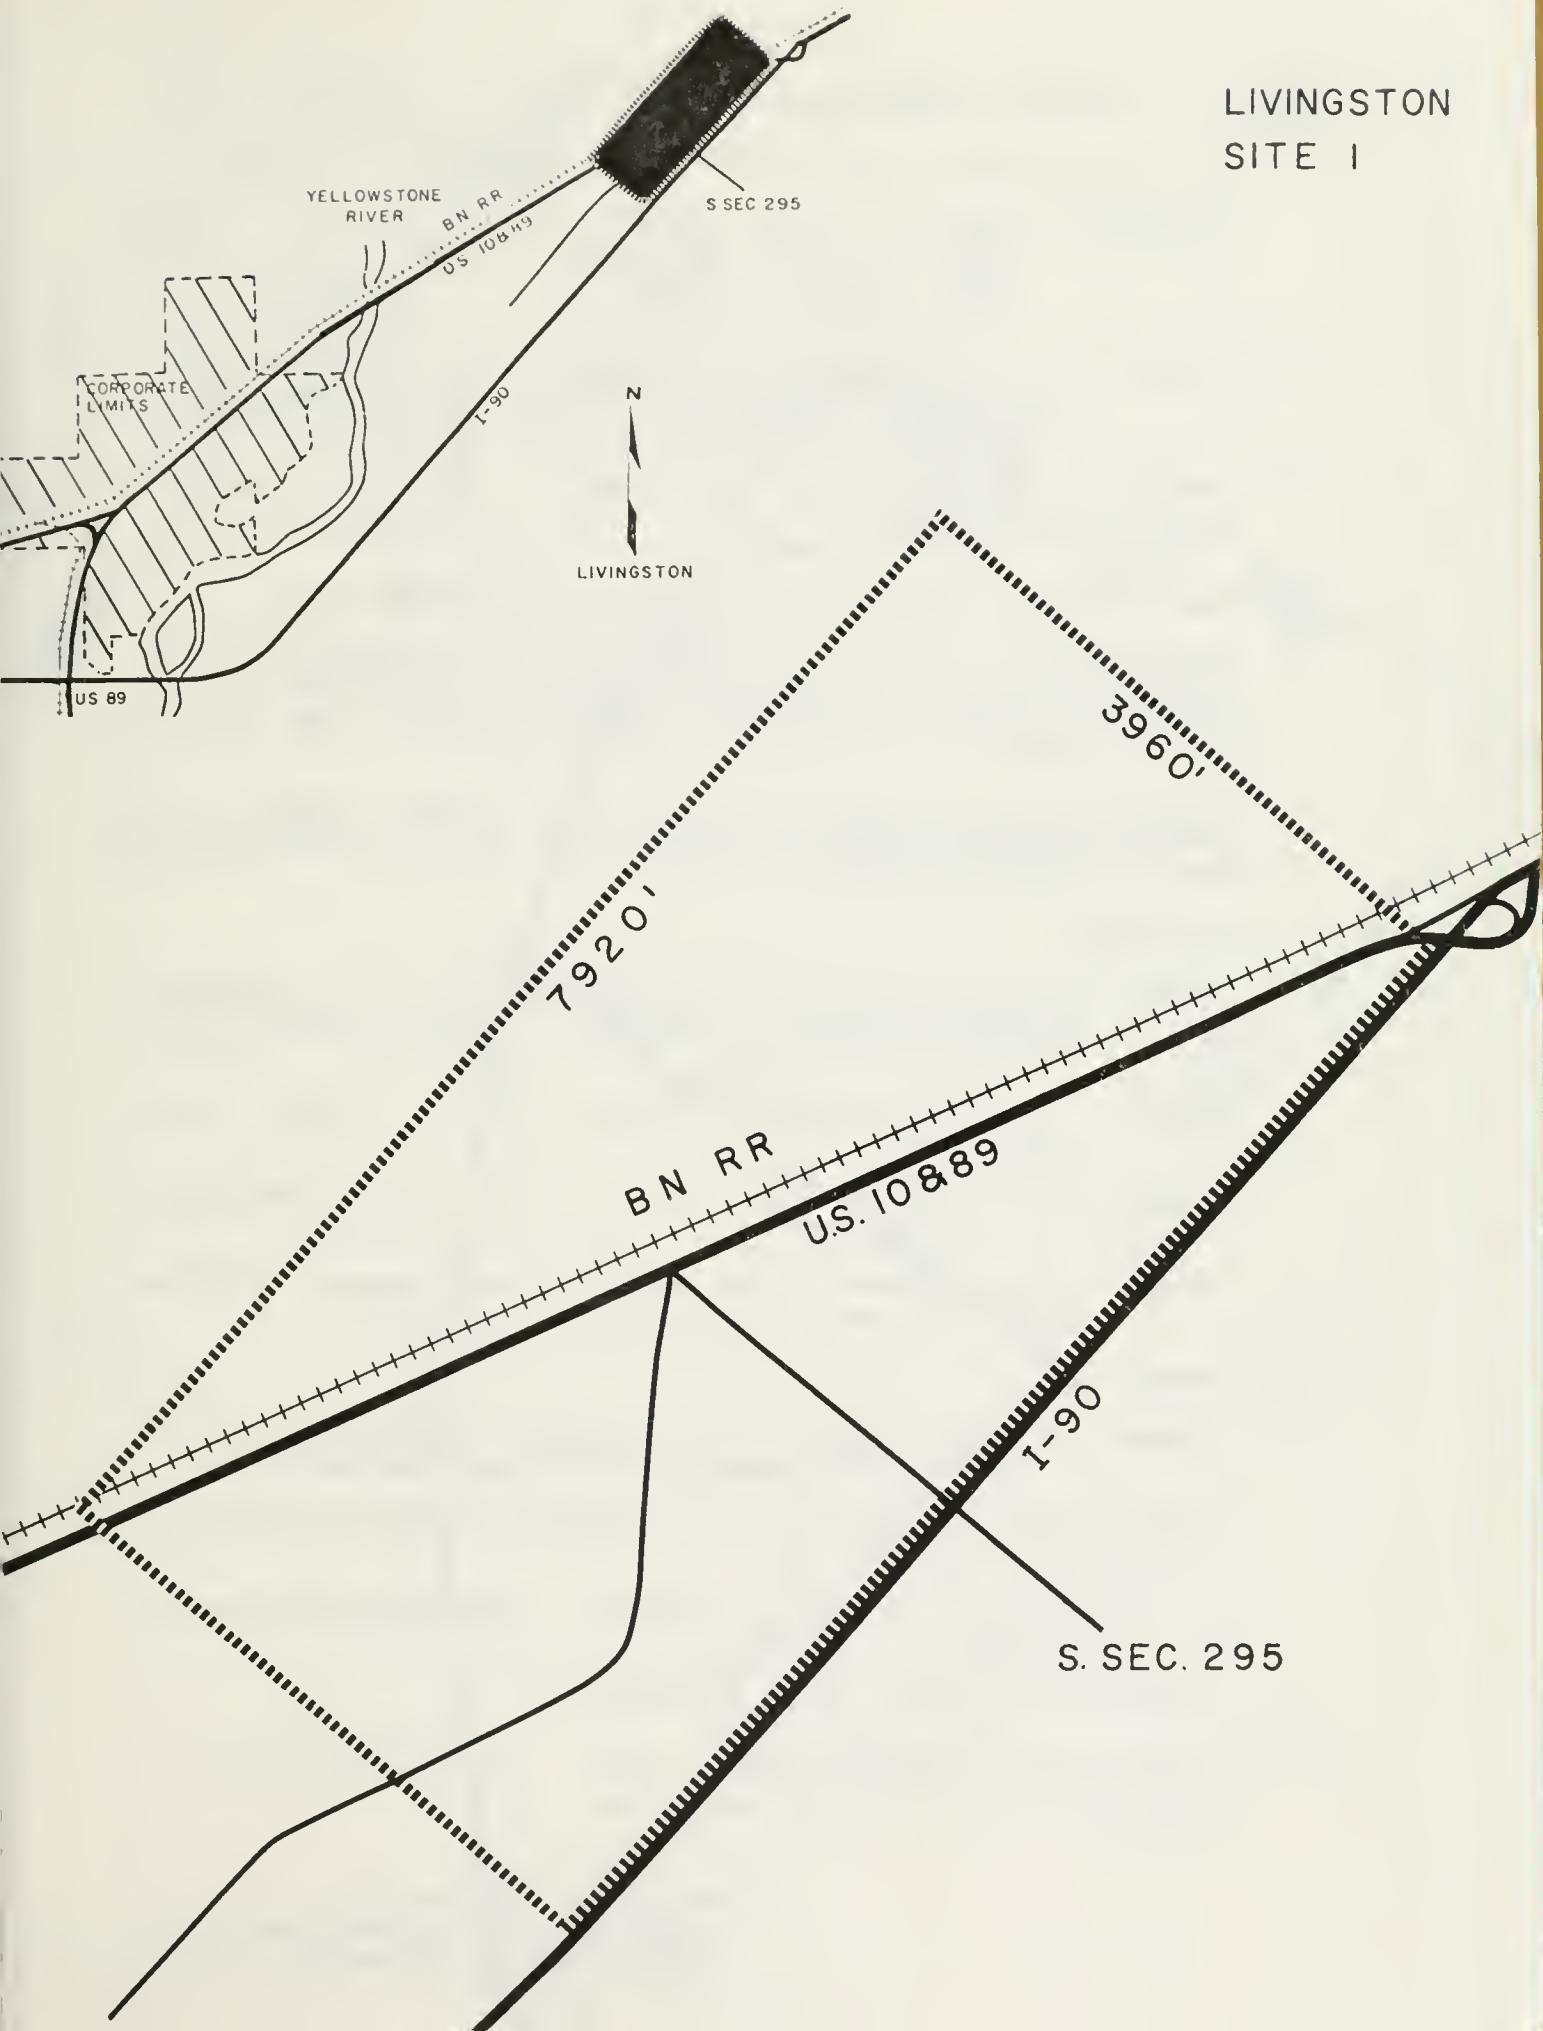 LIVINGSTON
SITE 1
S SEC 295
YELLOWSTONE
RIVER
BN RR
US 10&89
CORPORATE
LIMITS
I-90
N
LIVINGSTON
US 89
3960'
7920'
BN RR
U.S. 10&89
I-90
S. SEC. 295